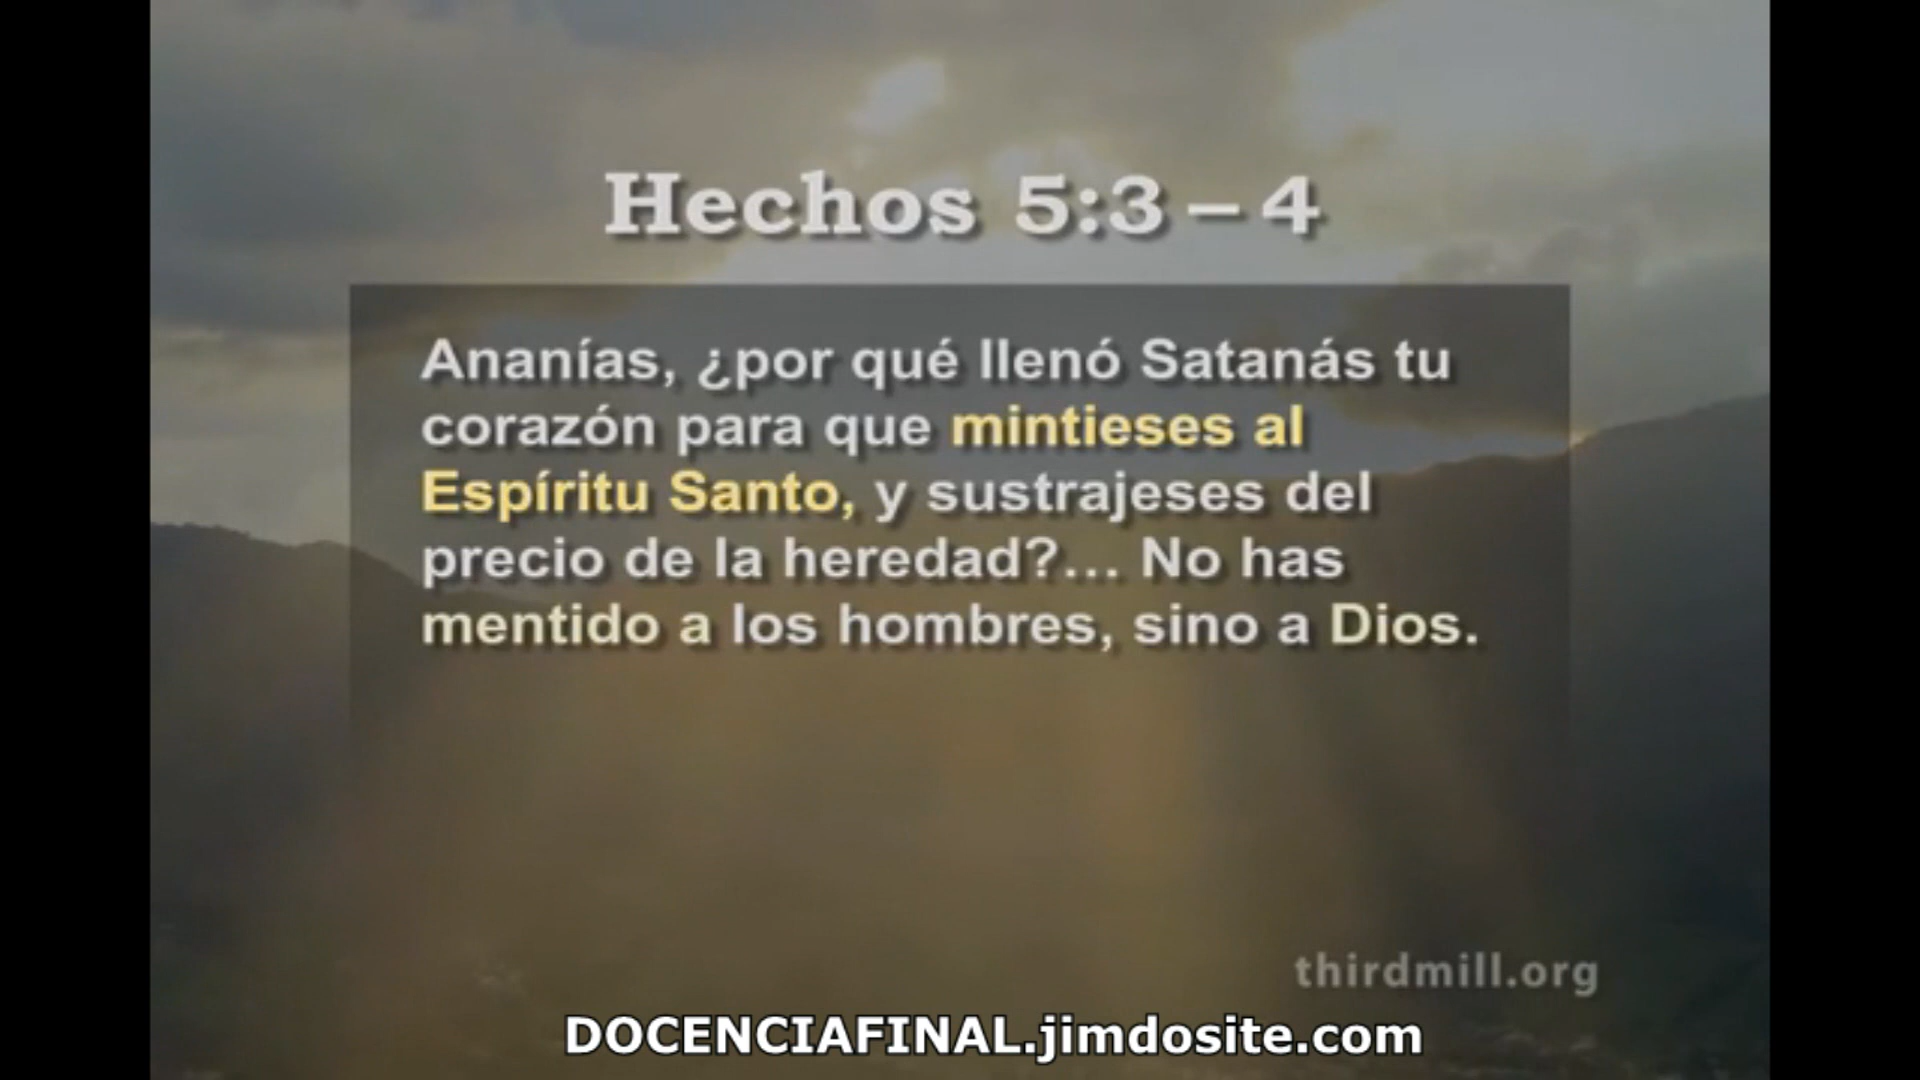 Hechos 5:3 – 4
Ananías, ¿por qué llenó Satanás tu
corazón para que mintieses al
Espíritu Santo, y sustrajeses del
precio de la heredad?... No has
mentido a los hombres, sino a Dios.
thirdmill.org
DOCENCIAFINAL.jimdosite.com